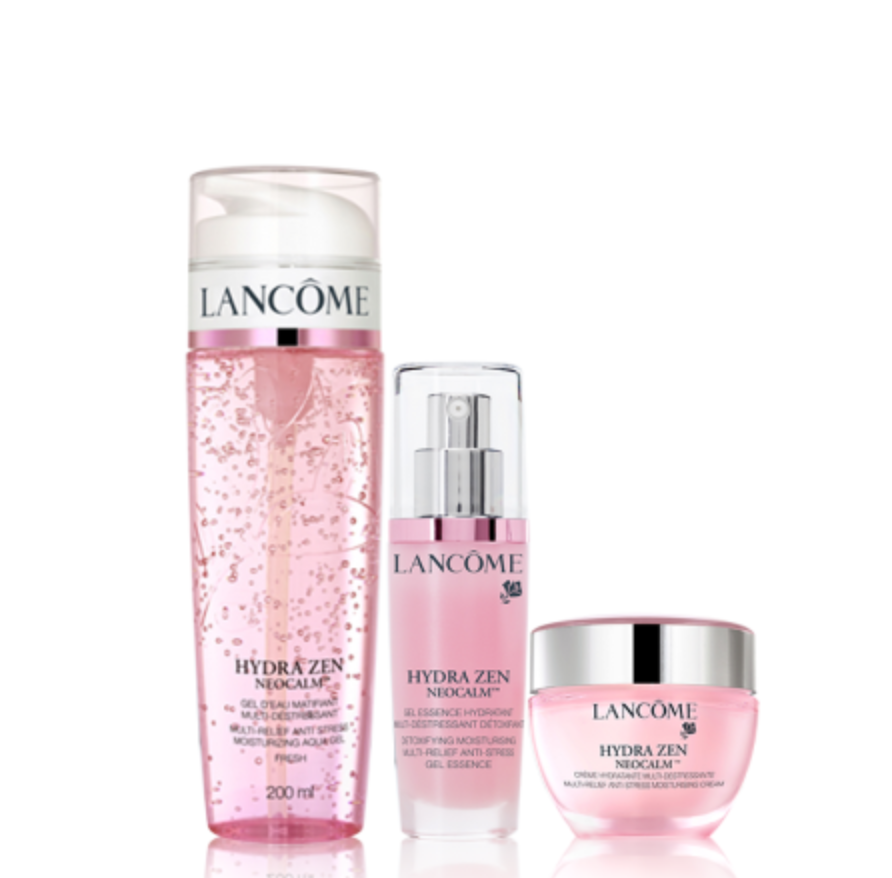 LANCÔME
HYDRA ZEN
NEOCALM™
GEL D'EAU MATIFIANT
MULTI-DÉSTRESSANT
MULTI-RELIEF ANTI STRESS
MOISTURIZING AQUA GEL
FRESH
200 ml
LANCÔME
HYDRA ZEN
NEOCALM™
GEL ESSENCE HYDRATANT
MULTI-DÉSTRESSANT DÉTOXIFIANT
DETOXIFYING MOISTURISING
MULTI-RELIEF ANTI-STRESS
GEL ESSENCE
LANCÔME
HYDRA ZEN
NEOCALM™
CRÈME HYDRATANTE MULTI-DESTRESSANTE
MULTI-RELIEF ANTI-STRESS MOISTURISING CREAM